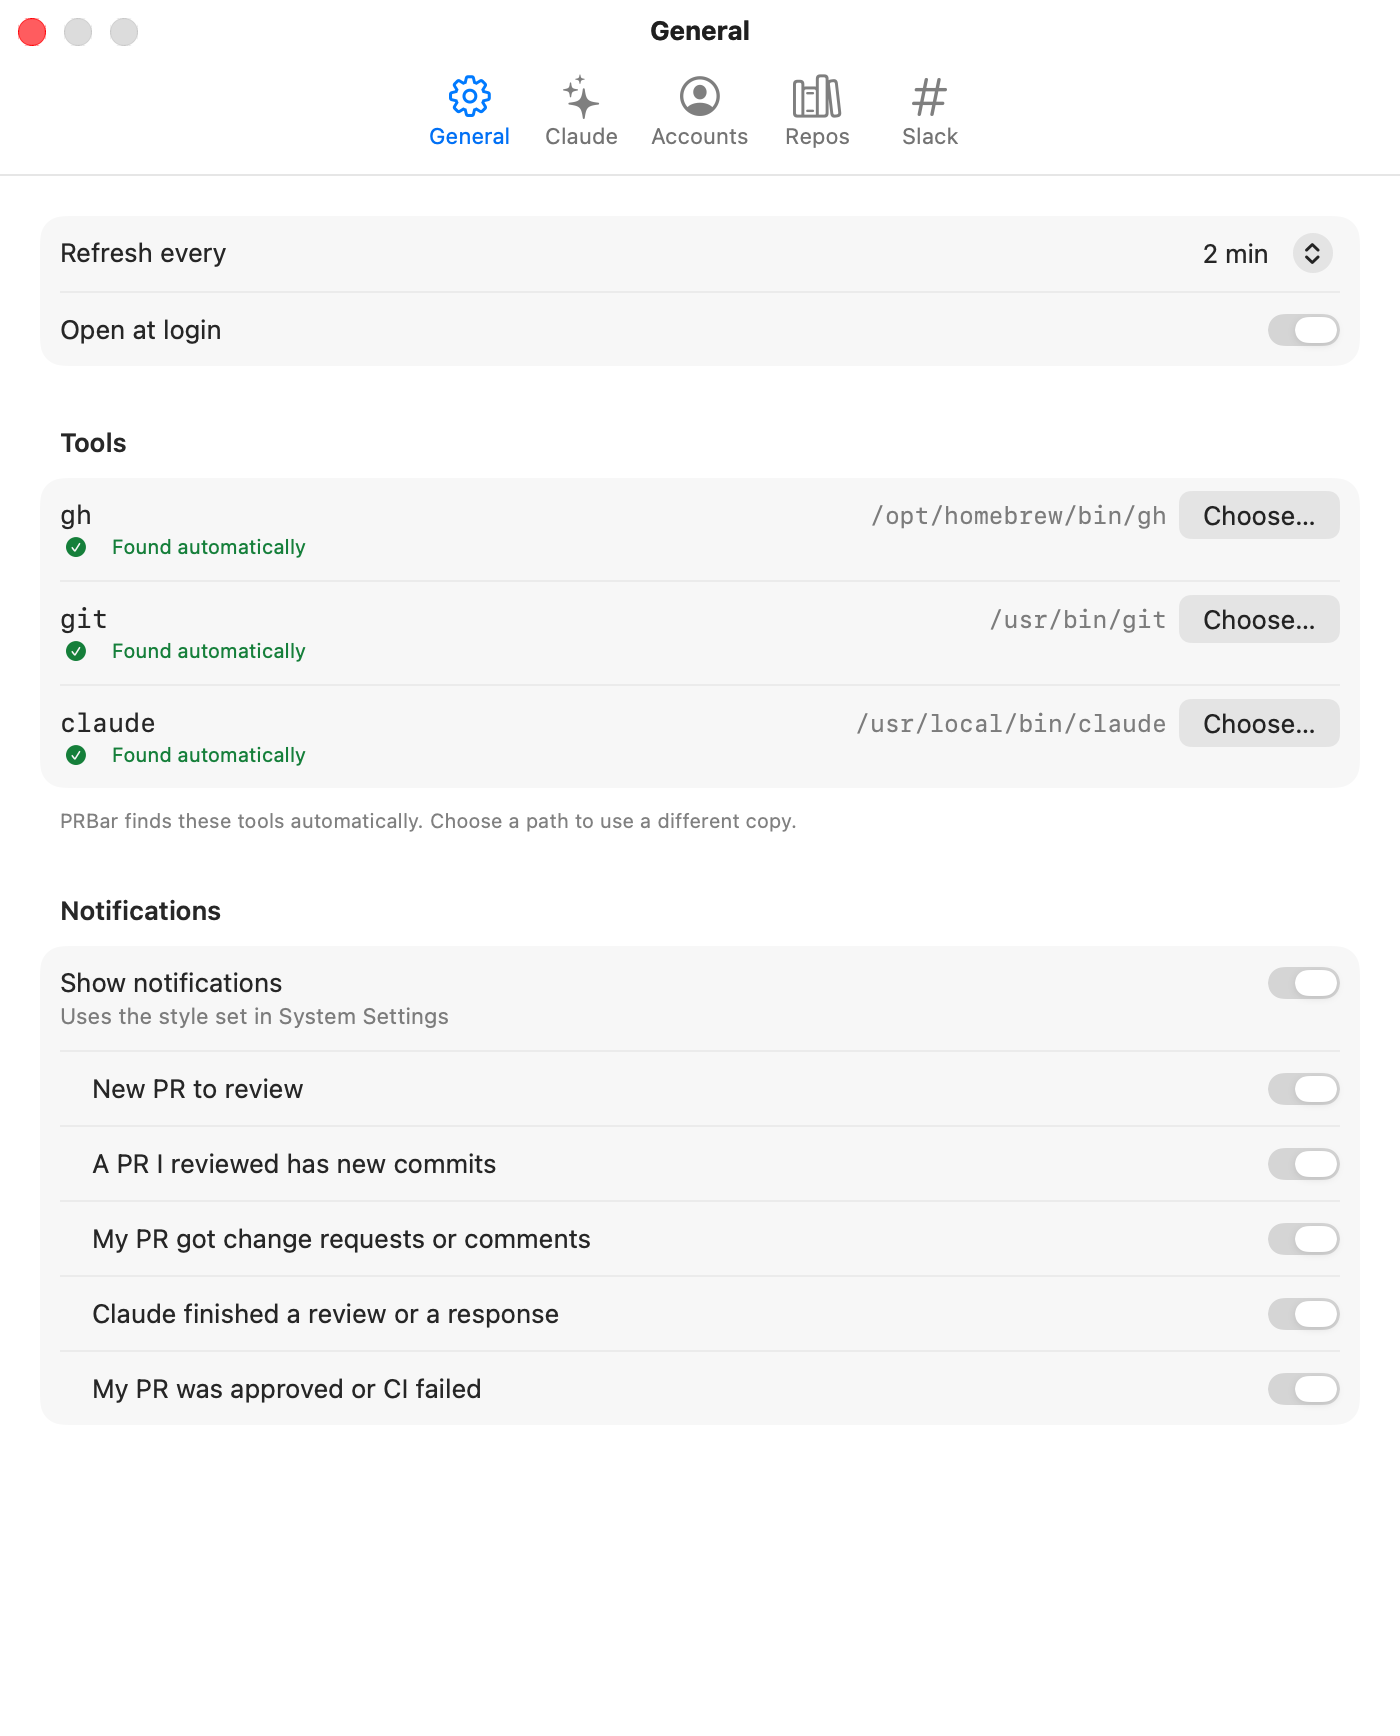 General
General
Claude
Accounts
Repos
Slack
Refresh every
2 min
Open at login
Tools
gh
/opt/homebrew/bin/gh
Choose...
Found automatically
git
/usr/bin/git
Choose...
Found automatically
claude
/usr/local/bin/claude
Choose...
Found automatically
PRBar finds these tools automatically. Choose a path to use a different copy.
Notifications
Show notifications
Uses the style set in System Settings
New PR to review
A PR I reviewed has new commits
My PR got change requests or comments
Claude finished a review or a response
My PR was approved or CI failed